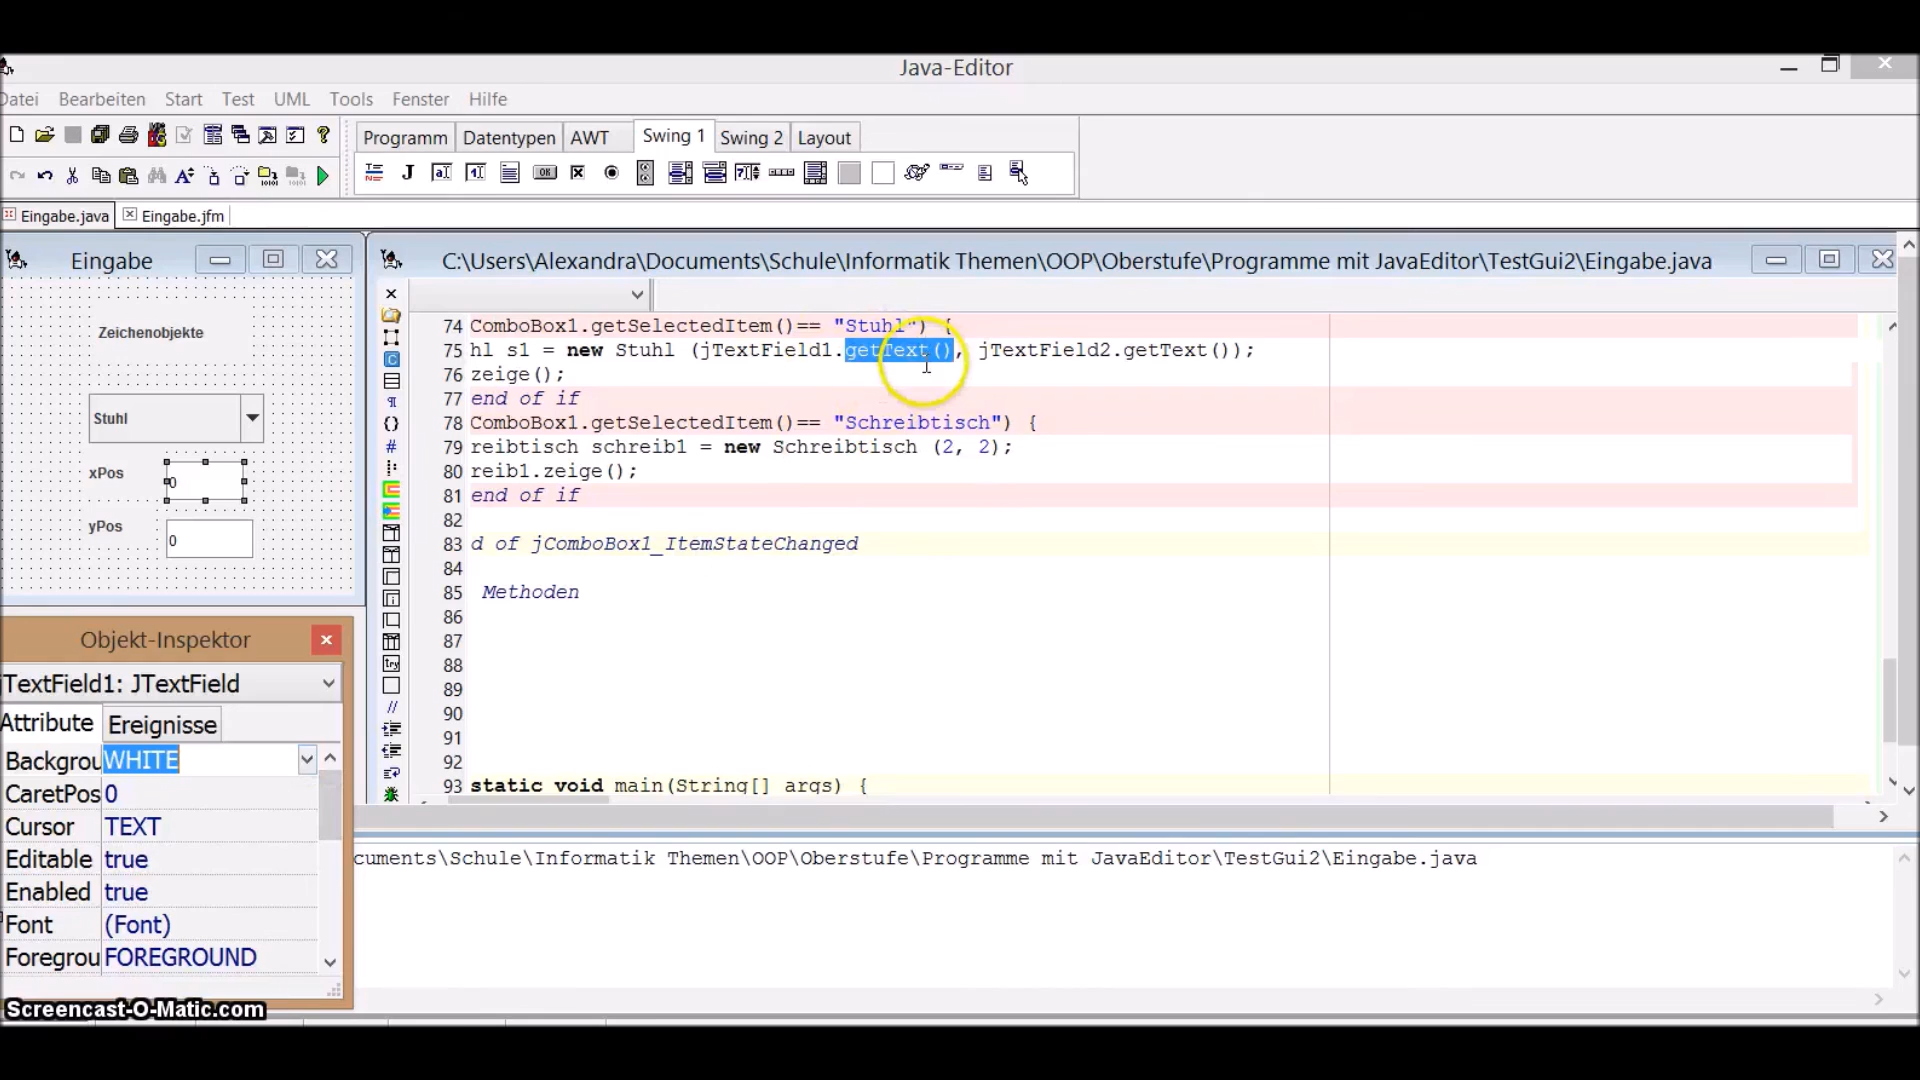 Java-Editor
Datei Bearbeiten Start Test UML Tools Fenster Hilfe
Programm Datentypen AWT Swing 1 Swing 2 Layout
Eingabe.java Eingabe.jfm
Eingabe
C:\Users\Alexandra\Documents\Schule\Informatik Themen\OOP\Oberstufe\Programme mit JavaEditor\TestGui2\Eingabe.java
Zeichenobjekte
Stuhl
xPos 0
yPos 0
74 ComboBox1.getSelectedItem()== "Stuhl") {
75 hl s1 = new Stuhl (jTextField1.getText(), jTextField2.getText());
76 zeige();
77 end of if
78 ComboBox1.getSelectedItem()== "Schreibtisch") {
79 reibtisch schreib1 = new Schreibtisch (2, 2);
80 reib1.zeige();
81 end of if
82
83 d of jComboBox1_ItemStateChanged
84
85 Methoden
86
87
88
89
90
91
92
93 static void main(String[] args) {
Objekt-Inspektor
jTextField1: JTextField
Attribute Ereignisse
Backgrou WHITE
CaretPos 0
Cursor TEXT
Editable true
Enabled true
Font (Font)
Foregrou FOREGROUND
cuments\Schule\Informatik Themen\OOP\Oberstufe\Programme mit JavaEditor\TestGui2\Eingabe.java
Screencast-O-Matic.com